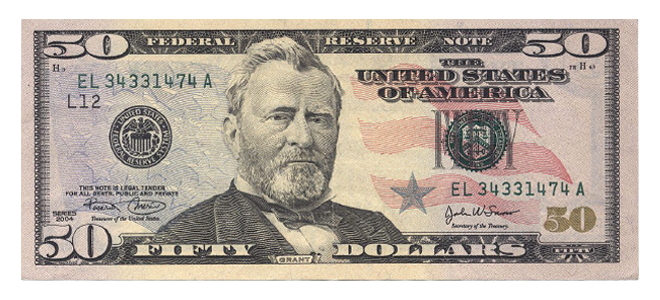 50 FEDERAL RESERVE NOTE 50
THE
UNITED STATES
OF AMERICA
EL 34331474 A
L12
THIS NOTE IS LEGAL TENDER
FOR ALL DEBTS, PUBLIC AND PRIVATE
EL 34331474 A
SERIES
2004
Treasurer of the United States.
Secretary of the Treasury.
50
50 FIFTY DOLLARS FIFTY
GRANT